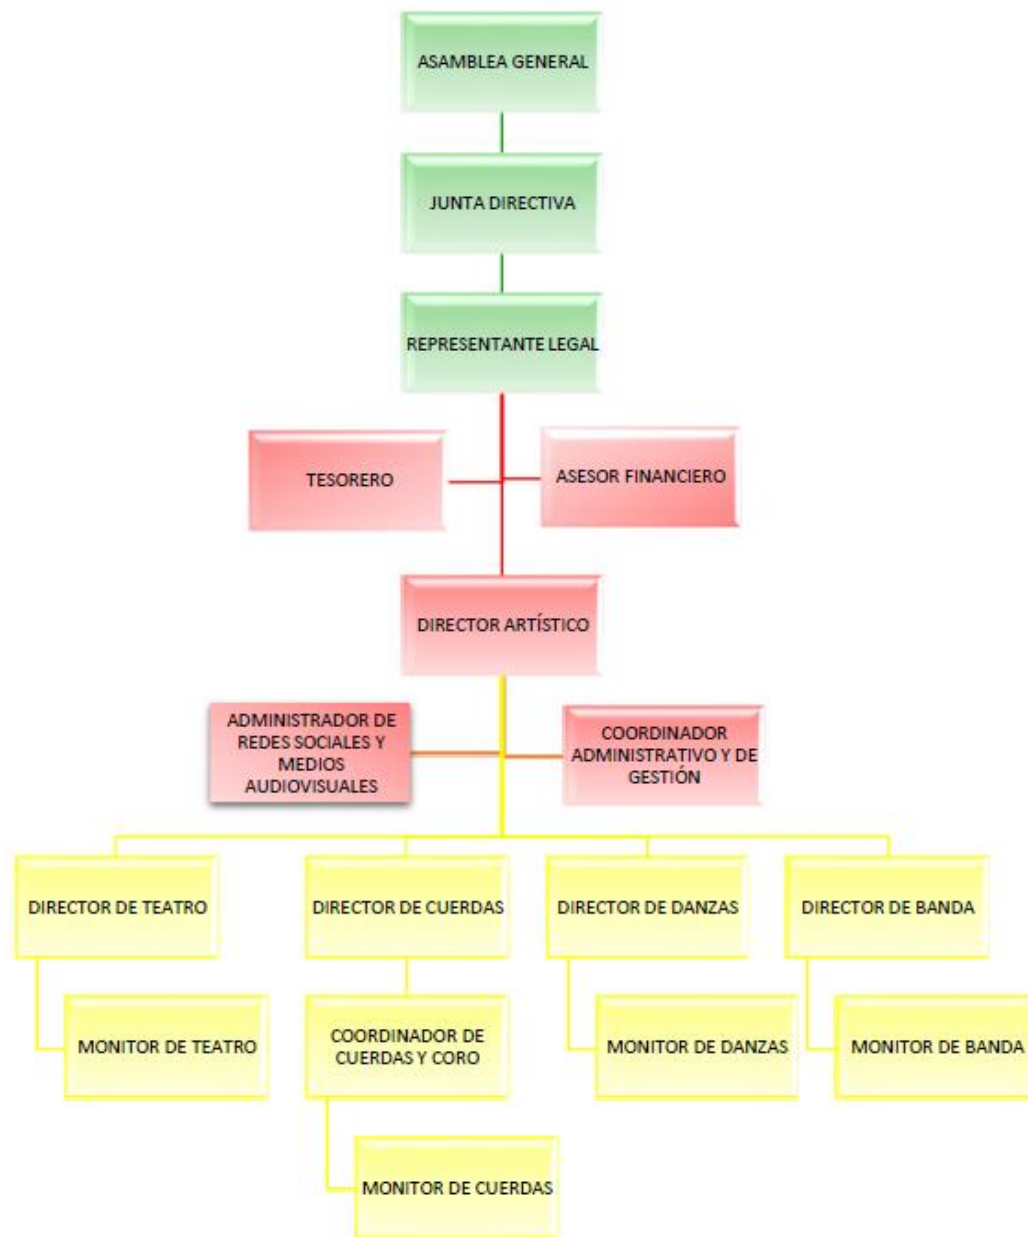 ASAMBLEA GENERAL
JUNTA DIRECTIVA
REPRESENTANTE LEGAL
TESORERO
ASESOR FINANCIERO
DIRECTOR ARTÍSTICO
ADMINISTRADOR DE
REDES SOCIALES Y
MEDIOS
AUDIOVISUALES
COORDINADOR
ADMINISTRATIVO Y DE
GESTIÓN
DIRECTOR DE TEATRO
DIRECTOR DE CUERDAS
DIRECTOR DE DANZAS
DIRECTOR DE BANDA
MONITOR DE TEATRO
COORDINADOR DE
CUERDAS Y CORO
MONITOR DE DANZAS
MONITOR DE BANDA
MONITOR DE CUERDAS